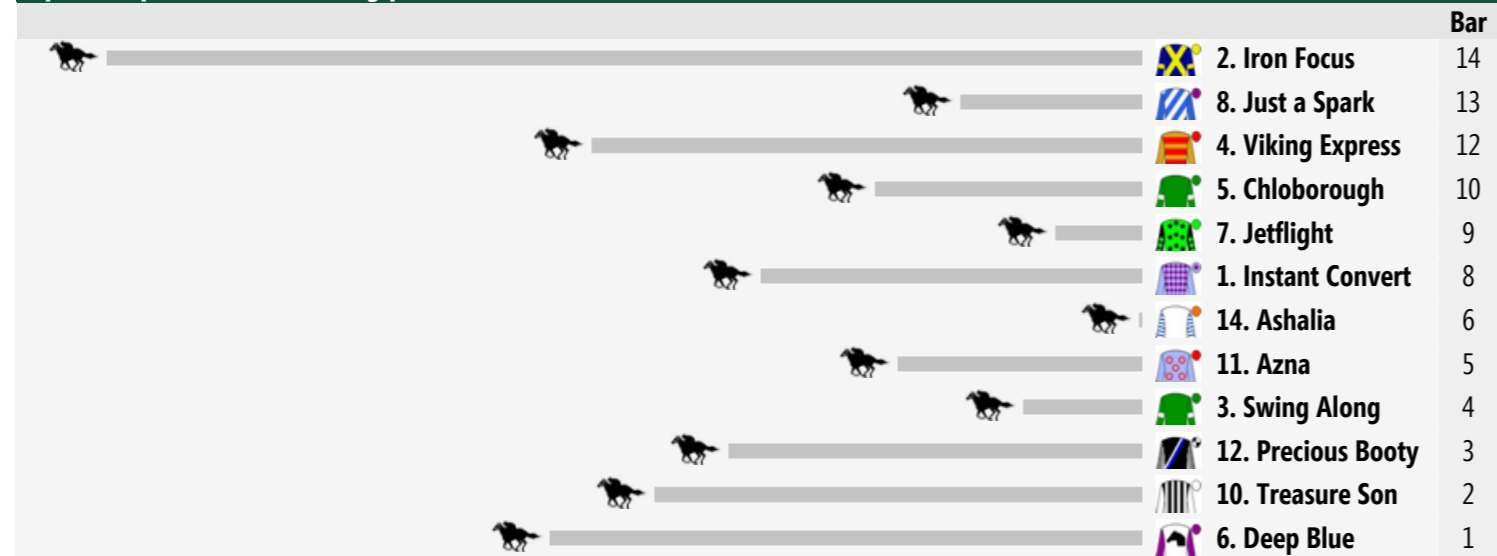 Bar
2. Iron Focus 14
8. Just a Spark 13
4. Viking Express 12
5. Chloborough 10
7. Jetflight 9
1. Instant Convert 8
14. Ashalia 6
11. Azna 5
3. Swing Along 4
12. Precious Booty 3
10. Treasure Son 2
6. Deep Blue 1